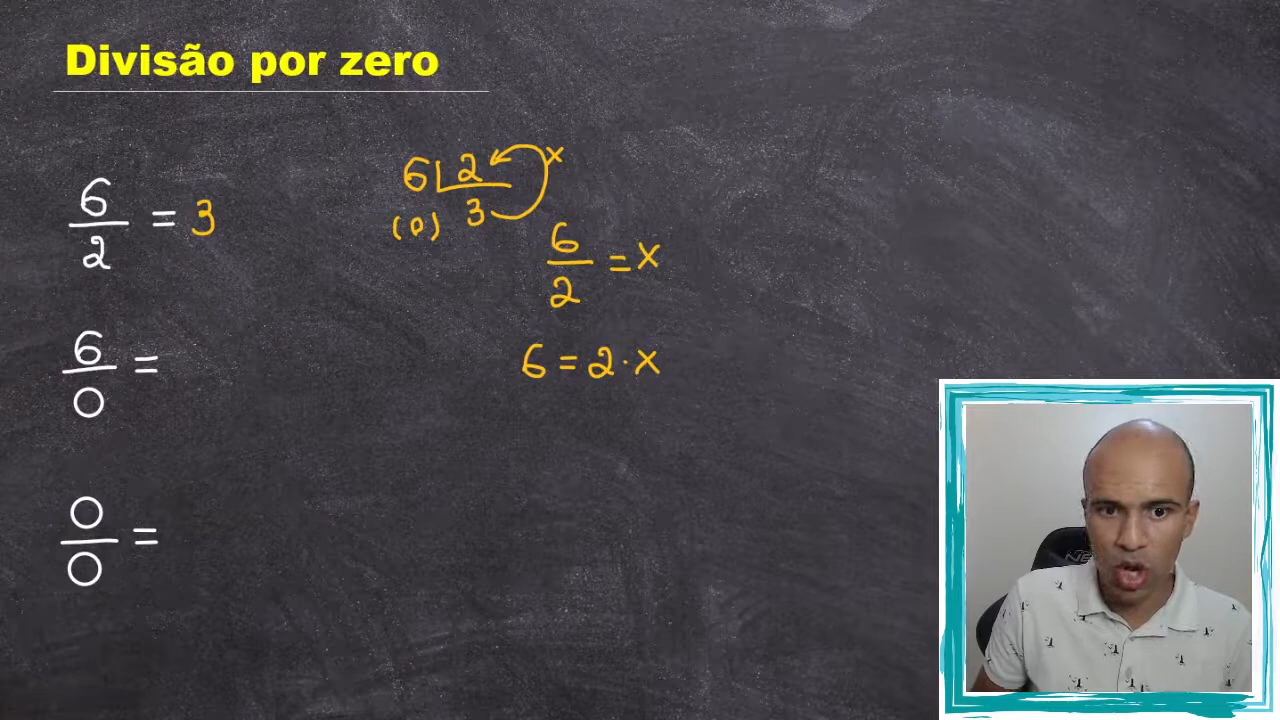 Divisão por zero
6/2 = 3
6 | 2 x
(0) 3
6/2 = x
6 = 2 · x
6/0 =
0/0 =